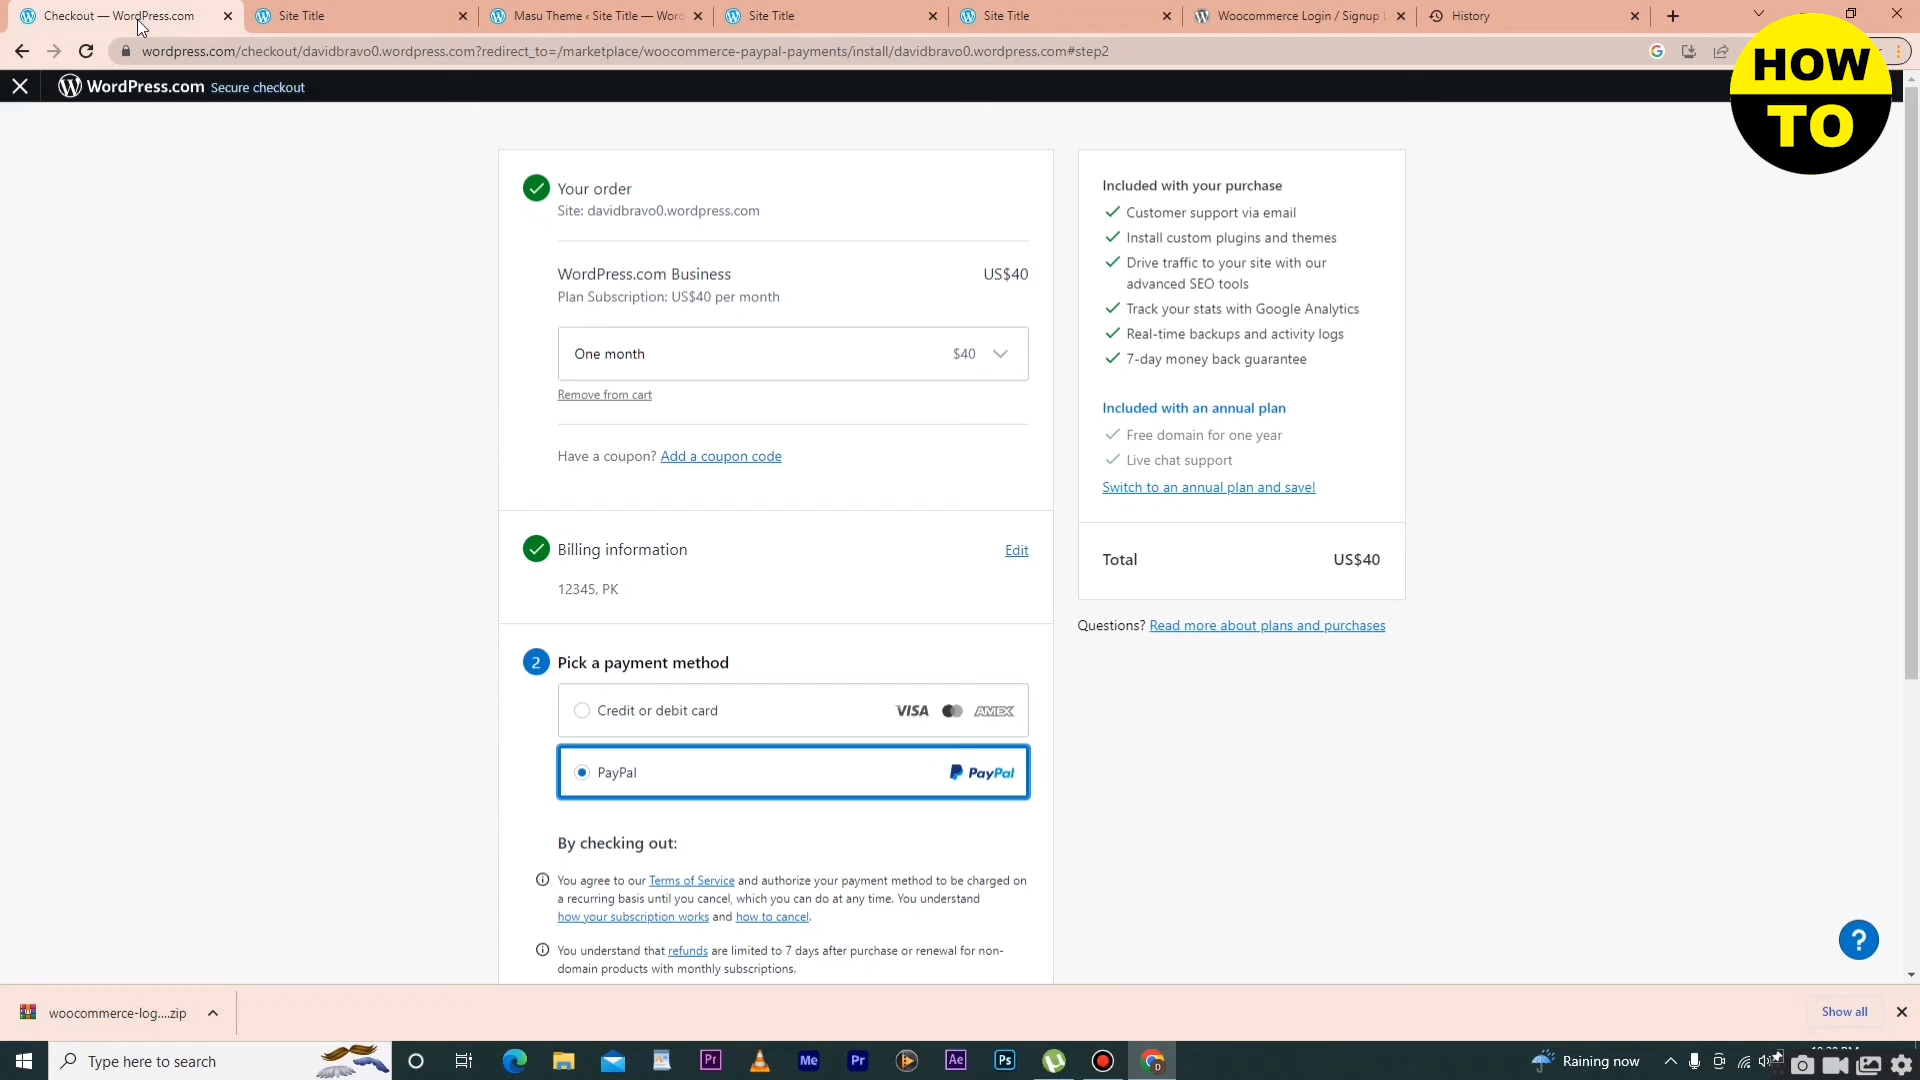 Checkout — WordPress.com
Site Title
Masu Theme ‹ Site Title — Word
Site Title
Site Title
Woocommerce Login / Signup L
History
wordpress.com/checkout/davidbravo0.wordpress.com?redirect_to=/marketplace/woocommerce-paypal-payments/install/davidbravo0.wordpress.com#step2
HOW
TO
WordPress.com Secure checkout
Your order
Site: davidbravo0.wordpress.com
WordPress.com Business US$40
Plan Subscription: US$40 per month
One month $40
Remove from cart
Have a coupon? Add a coupon code
Billing information Edit
12345, PK
2 Pick a payment method
Credit or debit card VISA AMEX
PayPal PayPal
By checking out:
You agree to our Terms of Service and authorize your payment method to be charged on
a recurring basis until you cancel, which you can do at any time. You understand
how your subscription works and how to cancel.
You understand that refunds are limited to 7 days after purchase or renewal for non-
domain products with monthly subscriptions.
Included with your purchase
Customer support via email
Install custom plugins and themes
Drive traffic to your site with our
advanced SEO tools
Track your stats with Google Analytics
Real-time backups and activity logs
7-day money back guarantee
Included with an annual plan
Free domain for one year
Live chat support
Switch to an annual plan and save!
Total US$40
Questions? Read more about plans and purchases
?
woocommerce-log....zip
Show all
Type here to search
Pr
Me
Pr
Ae
Ps
D
Raining now